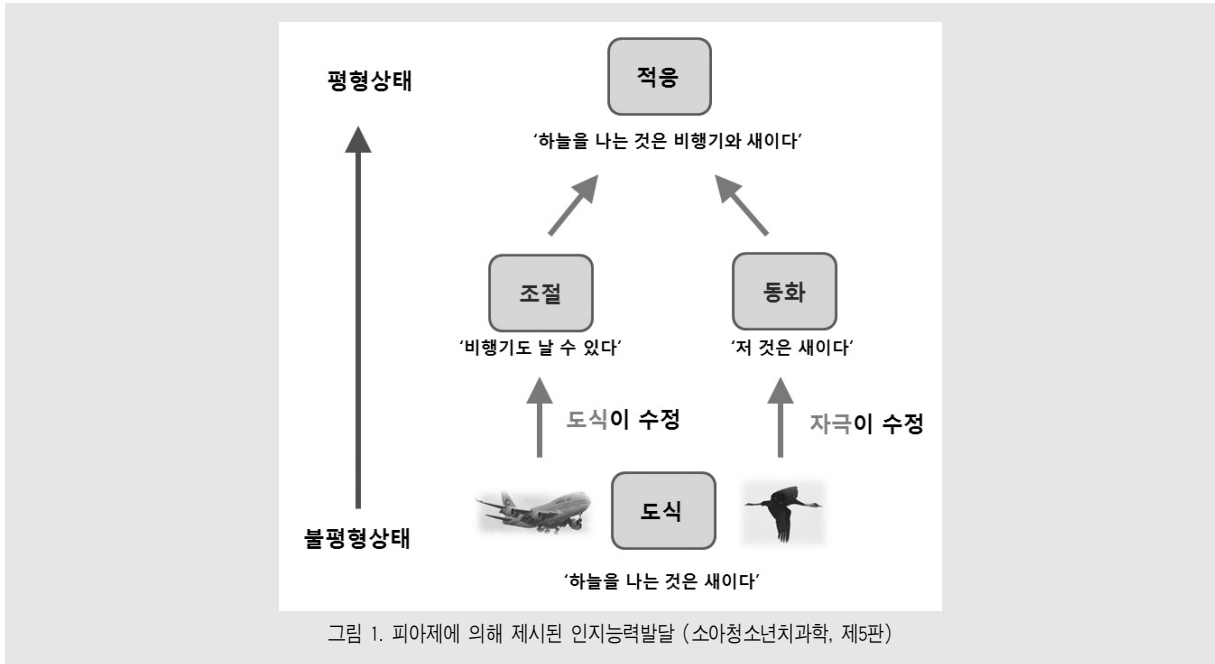 평형상태
적응
‘하늘을 나는 것은 비행기와 새이다’
조절
동화
‘비행기도 날 수 있다’
‘저 것은 새이다’
도식이 수정
자극이 수정
도식
불평형상태
‘하늘을 나는 것은 새이다’
그림 1. 피아제에 의해 제시된 인지능력발달 (소아청소년치과학, 제5판)